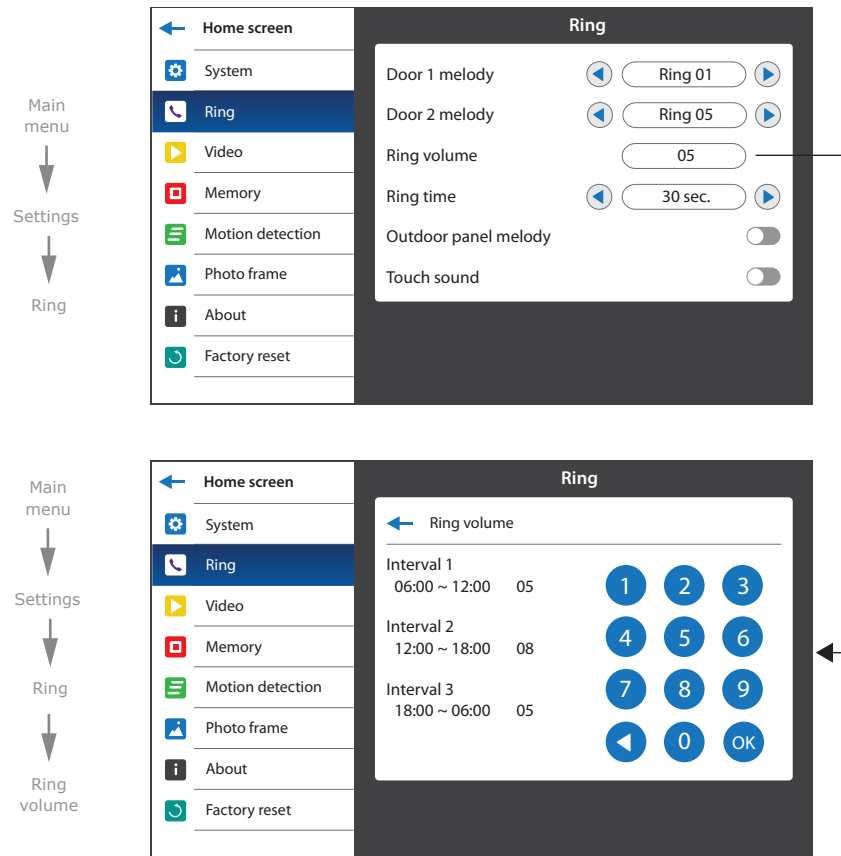 Main
menu
Settings
Ring
Home screen
System
Ring
Video
Memory
Motion detection
Photo frame
About
Factory reset
Ring
Door 1 melody Ring 01
Door 2 melody Ring 05
Ring volume 05
Ring time 30 sec.
Outdoor panel melody
Touch sound
Main
menu
Settings
Ring
Ring
volume
Home screen
System
Ring
Video
Memory
Motion detection
Photo frame
About
Factory reset
Ring
Ring volume
Interval 1
06:00 ~ 12:00 05
Interval 2
12:00 ~ 18:00 08
Interval 3
18:00 ~ 06:00 05
1 2 3
4 5 6
7 8 9
0 OK